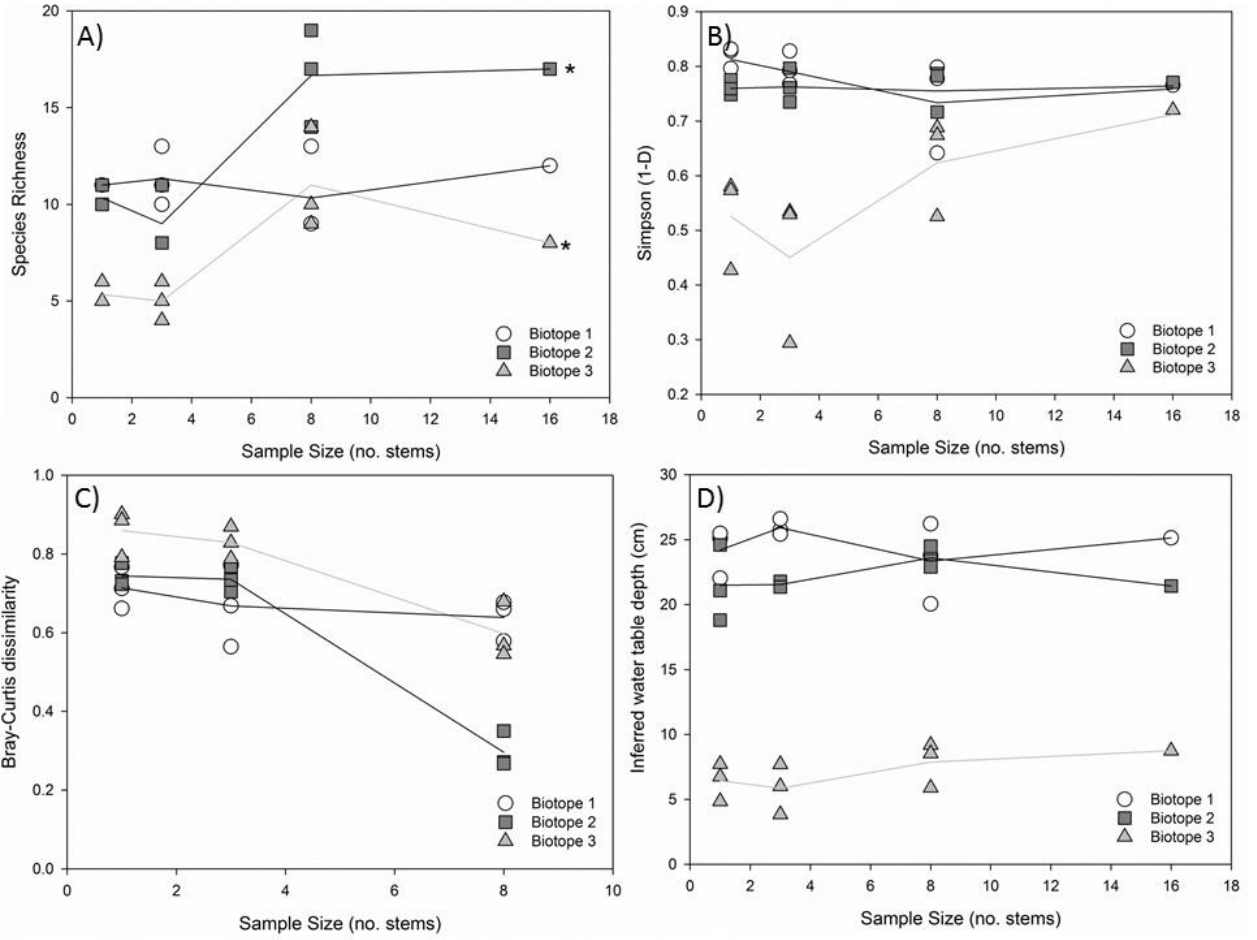 A)
20
15
10
5
0
Species Richness
*
*
Biotope 1
Biotope 2
Biotope 3
0 2 4 6 8 10 12 14 16 18
Sample Size (no. stems)
B)
0.9
0.8
0.7
0.6
0.5
0.4
0.3
0.2
Simpson (1-D)
Biotope 1
Biotope 2
Biotope 3
0 2 4 6 8 10 12 14 16 18
Sample Size (no. stems)
C)
1.0
0.8
0.6
0.4
0.2
0.0
Bray-Curtis dissimilarity
Biotope 1
Biotope 2
Biotope 3
0 2 4 6 8 10
Sample Size (no. stems)
D)
30
25
20
15
10
5
0
Inferred water table depth (cm)
Biotope 1
Biotope 2
Biotope 3
0 2 4 6 8 10 12 14 16 18
Sample Size (no. stems)